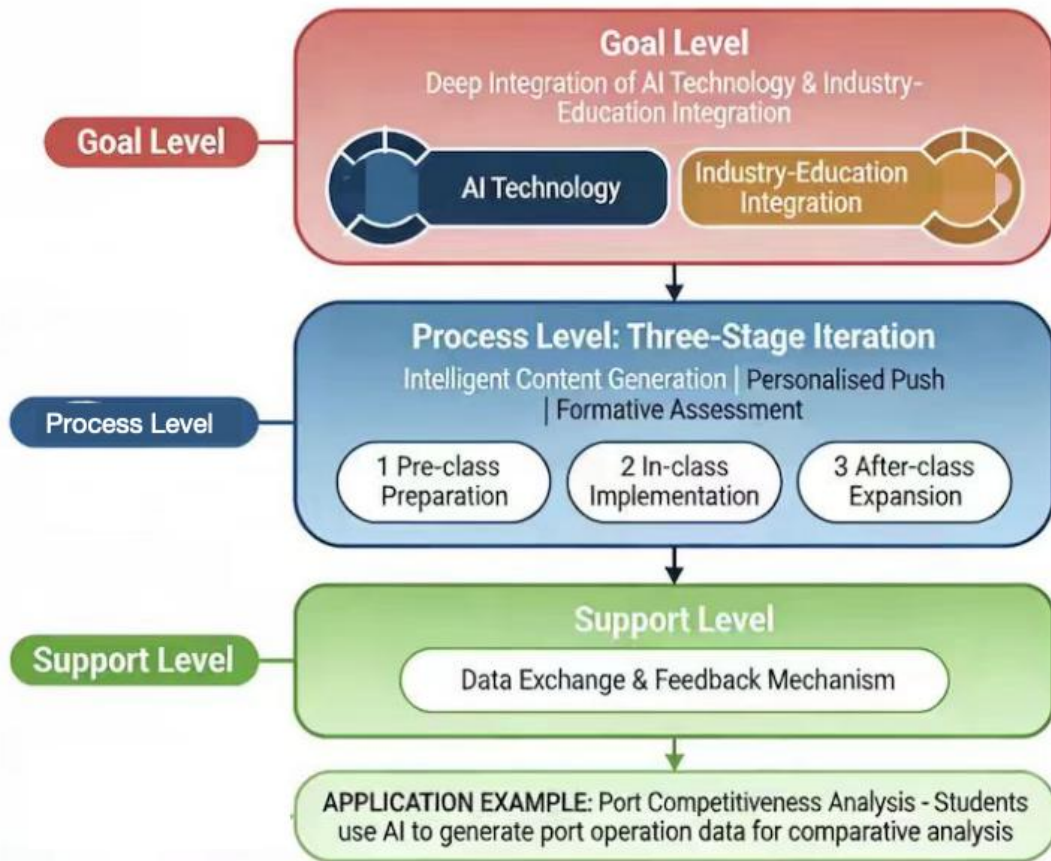 Goal Level
Deep Integration of AI Technology & Industry-
Education Integration
Goal Level
AI Technology
Industry-Education
Integration
Process Level: Three-Stage Iteration
Intelligent Content Generation | Personalised Push
| Formative Assessment
Process Level
1 Pre-class
Preparation
2 In-class
Implementation
3 After-class
Expansion
Support Level
Support Level
Data Exchange & Feedback Mechanism
APPLICATION EXAMPLE: Port Competitiveness Analysis - Students
use AI to generate port operation data for comparative analysis